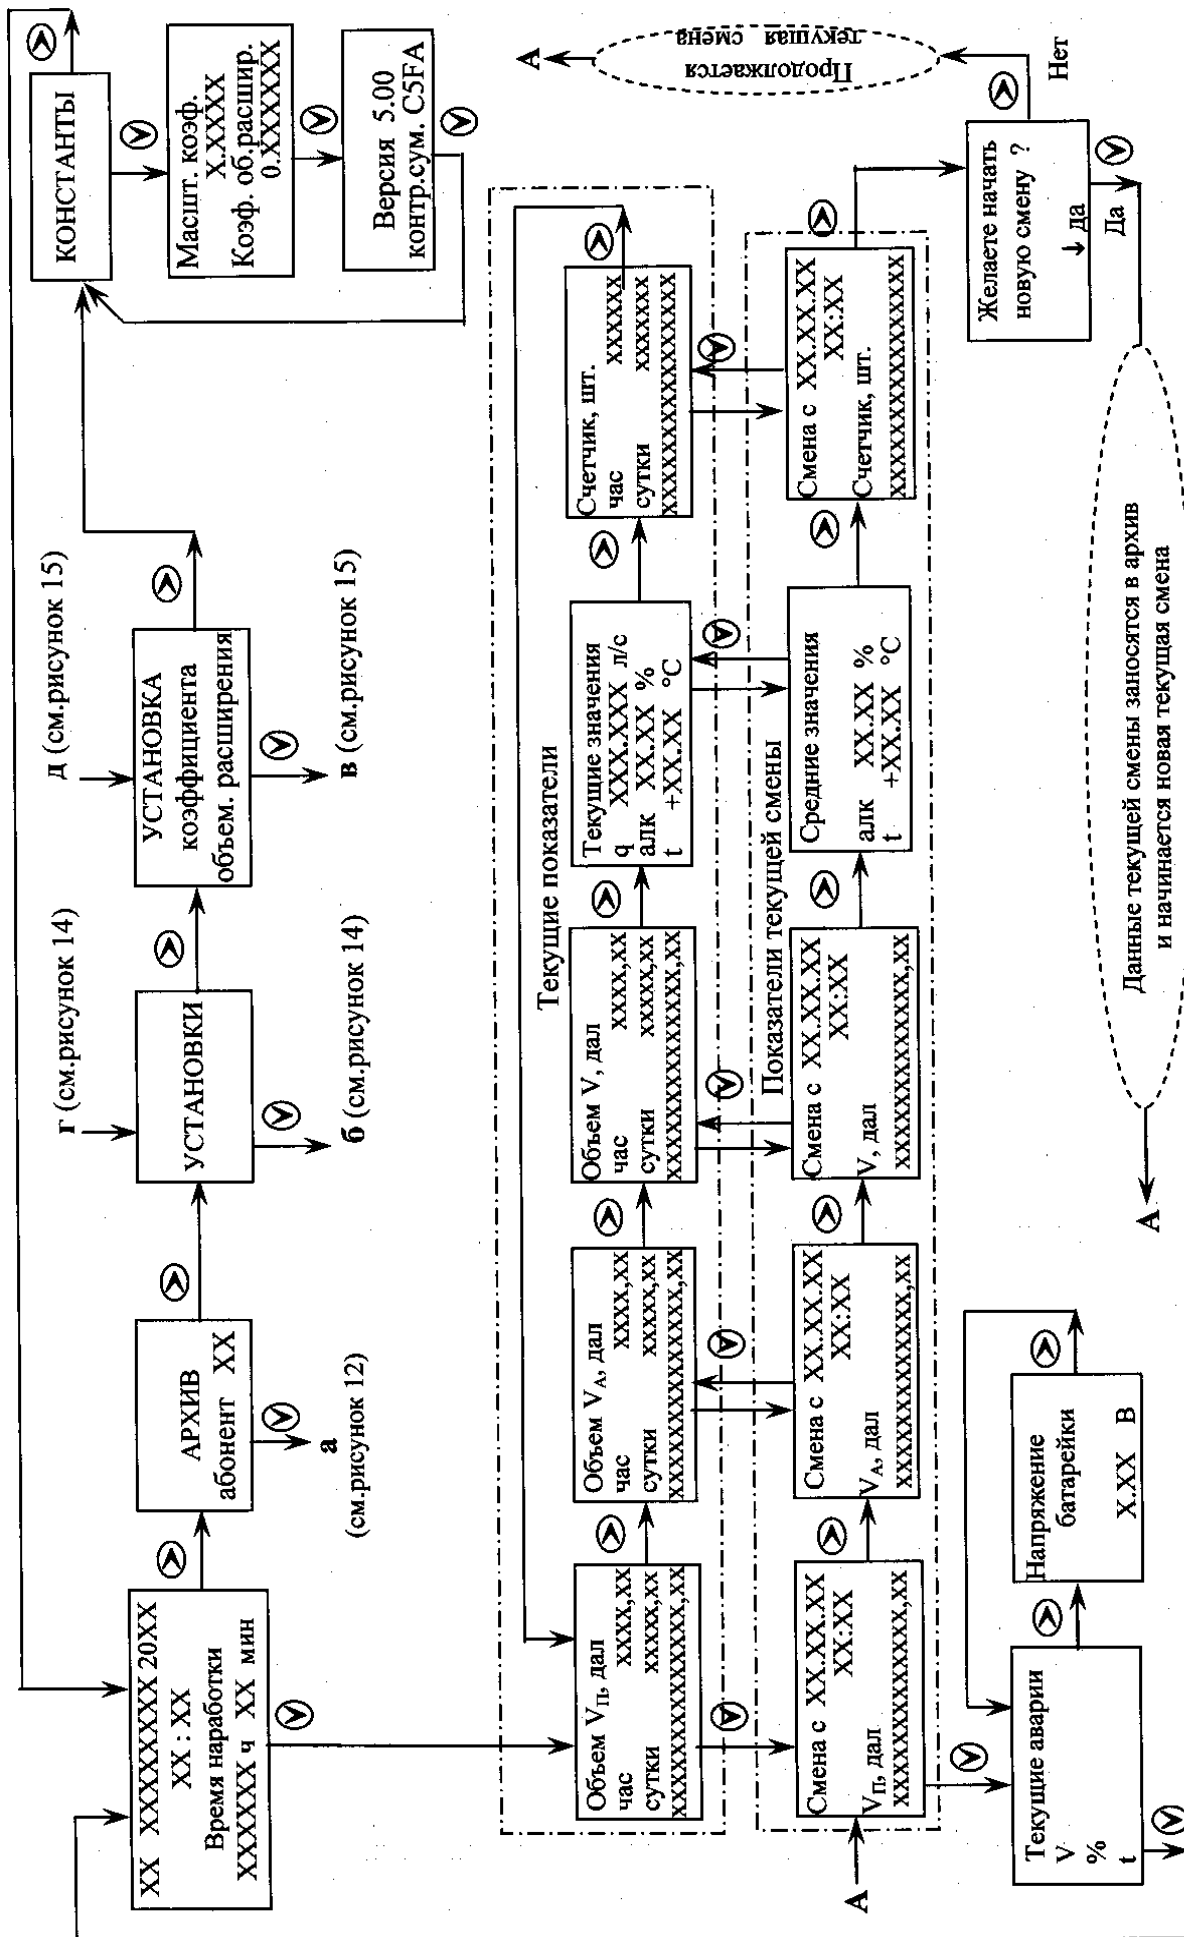 XX XXXXXXXXX 20XX
XX : XX
Время наработки
XXXXXX ч XX мин
АРХИВ
абонент XX
а
(см.рисунок 12)
г (см.рисунок 14)
УСТАНОВКИ
б (см.рисунок 14)
д (см.рисунок 15)
УСТАНОВКА
коэффициента
объем. расширения
в (см.рисунок 15)
КОНСТАНТЫ
Масшт. коэф.
X.XXXX
Коэф. об.расшир.
0.XXXXXX
Версия 5.00
контр.сум. C5FA
Текущие показатели
Объем VП, дал
час XXXX,XX
сутки XXXXX,XX
XXXXXXXXXXXXXX,XX
Объем VА, дал
час XXXX,XX
сутки XXXXX,XX
XXXXXXXXXXXXXX,XX
Объем V, дал
час XXXX,XX
сутки XXXXX,XX
XXXXXXXXXXXXXX,XX
Текущие значения
q XXX.XXX л/с
алк XX.XX %
t +XX.XX °C
Счетчик, шт.
час XXXXXX
сутки XXXXXXX
XXXXXXXXXXXXXXXX
Показатели текущей смены
А
Смена с XX.XX.XX
XX:XX
VП, дал
XXXXXXXXXXXXX,XX
Смена с XX.XX.XX
XX:XX
VА, дал
XXXXXXXXXXXXX,XX
Смена с XX.XX.XX
XX:XX
V, дал
XXXXXXXXXXXXX,XX
Средние значения
алк XX.XX %
t +XX.XX °C
Смена с XX.XX.XX
XX:XX
Счетчик, шт.
XXXXXXXXXXXXXXXX
Текущие аварии
V
%
t
Напряжение
батарейки
X.XX В
Желаете начать
новую смену ?
↓ да
Да
Нет
Продолжается
текущая смена
А
Данные текущей смены заносятся в архив
и начинается новая текущая смена
А